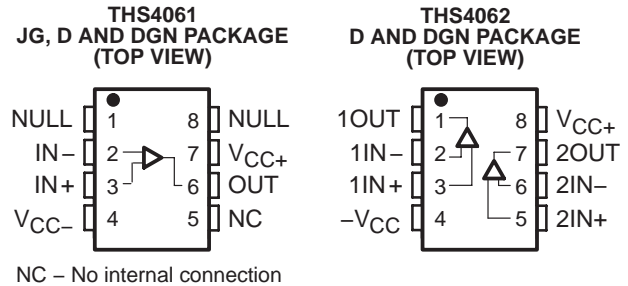 THS4061
JG, D AND DGN PACKAGE
(TOP VIEW)
NULL 1 8 NULL
IN− 2 7 VCC+
IN+ 3 6 OUT
VCC− 4 5 NC
NC − No internal connection
THS4062
D AND DGN PACKAGE
(TOP VIEW)
1OUT 1 8 VCC+
1IN− 2 7 2OUT
1IN+ 3 6 2IN−
−VCC 4 5 2IN+